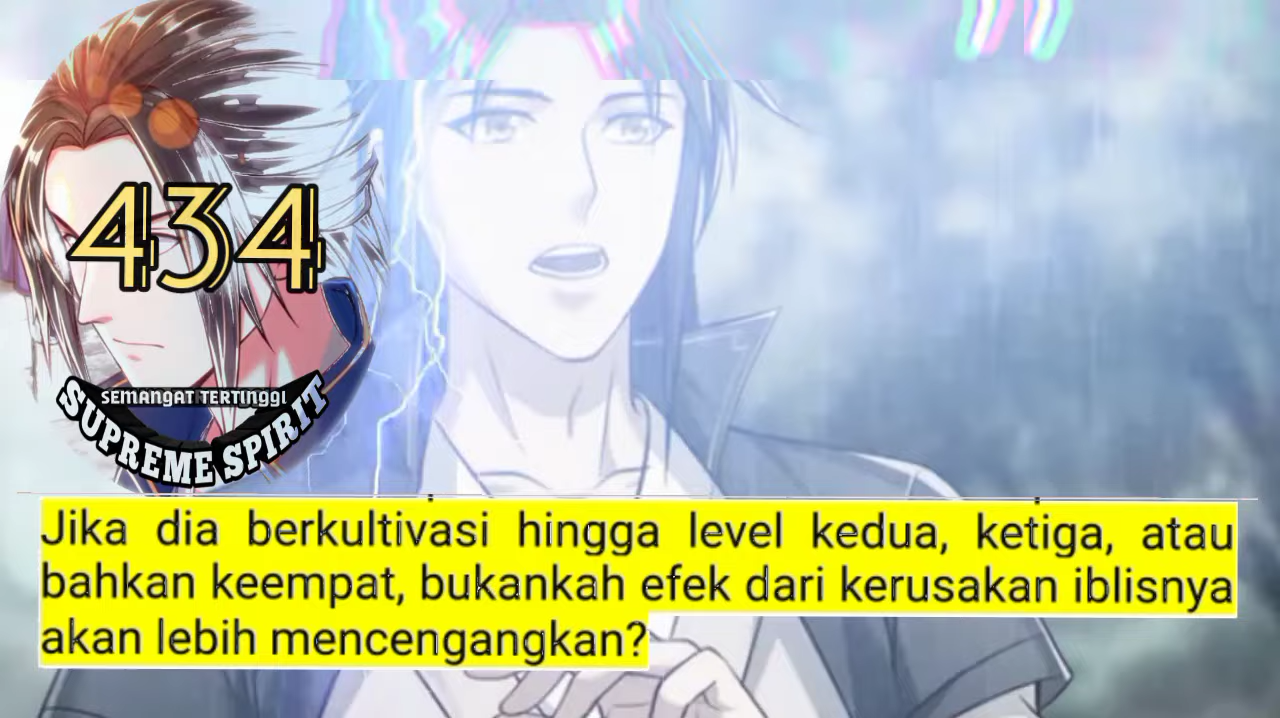 434
SEMANGAT TERTINGGI
SUPREME SPIRIT
Jika dia berkultivasi hingga level kedua, ketiga, atau
bahkan keempat, bukankah efek dari kerusakan iblisnya
akan lebih mencengangkan?